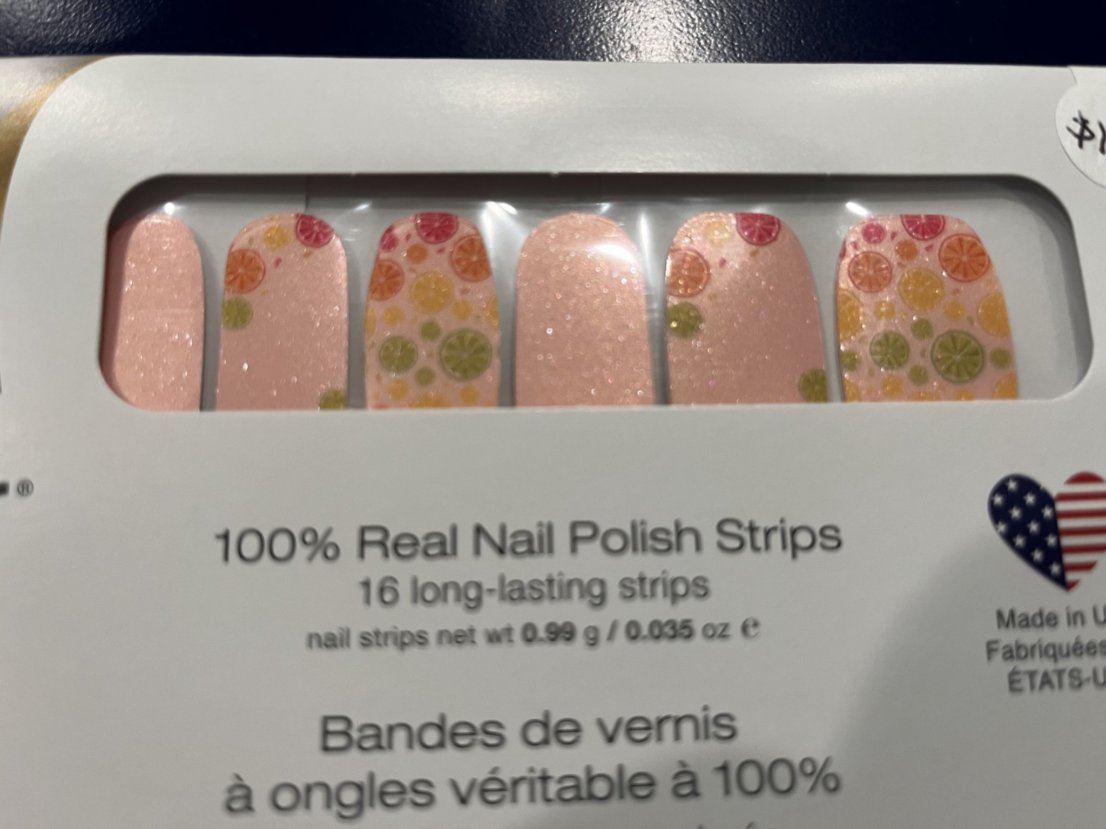 ®
100% Real Nail Polish Strips
16 long-lasting strips
nail strips net wt 0.99 g / 0.035 oz ℮
Made in U
Fabriquées
ÉTATS-U
Bandes de vernis
à ongles véritable à 100%